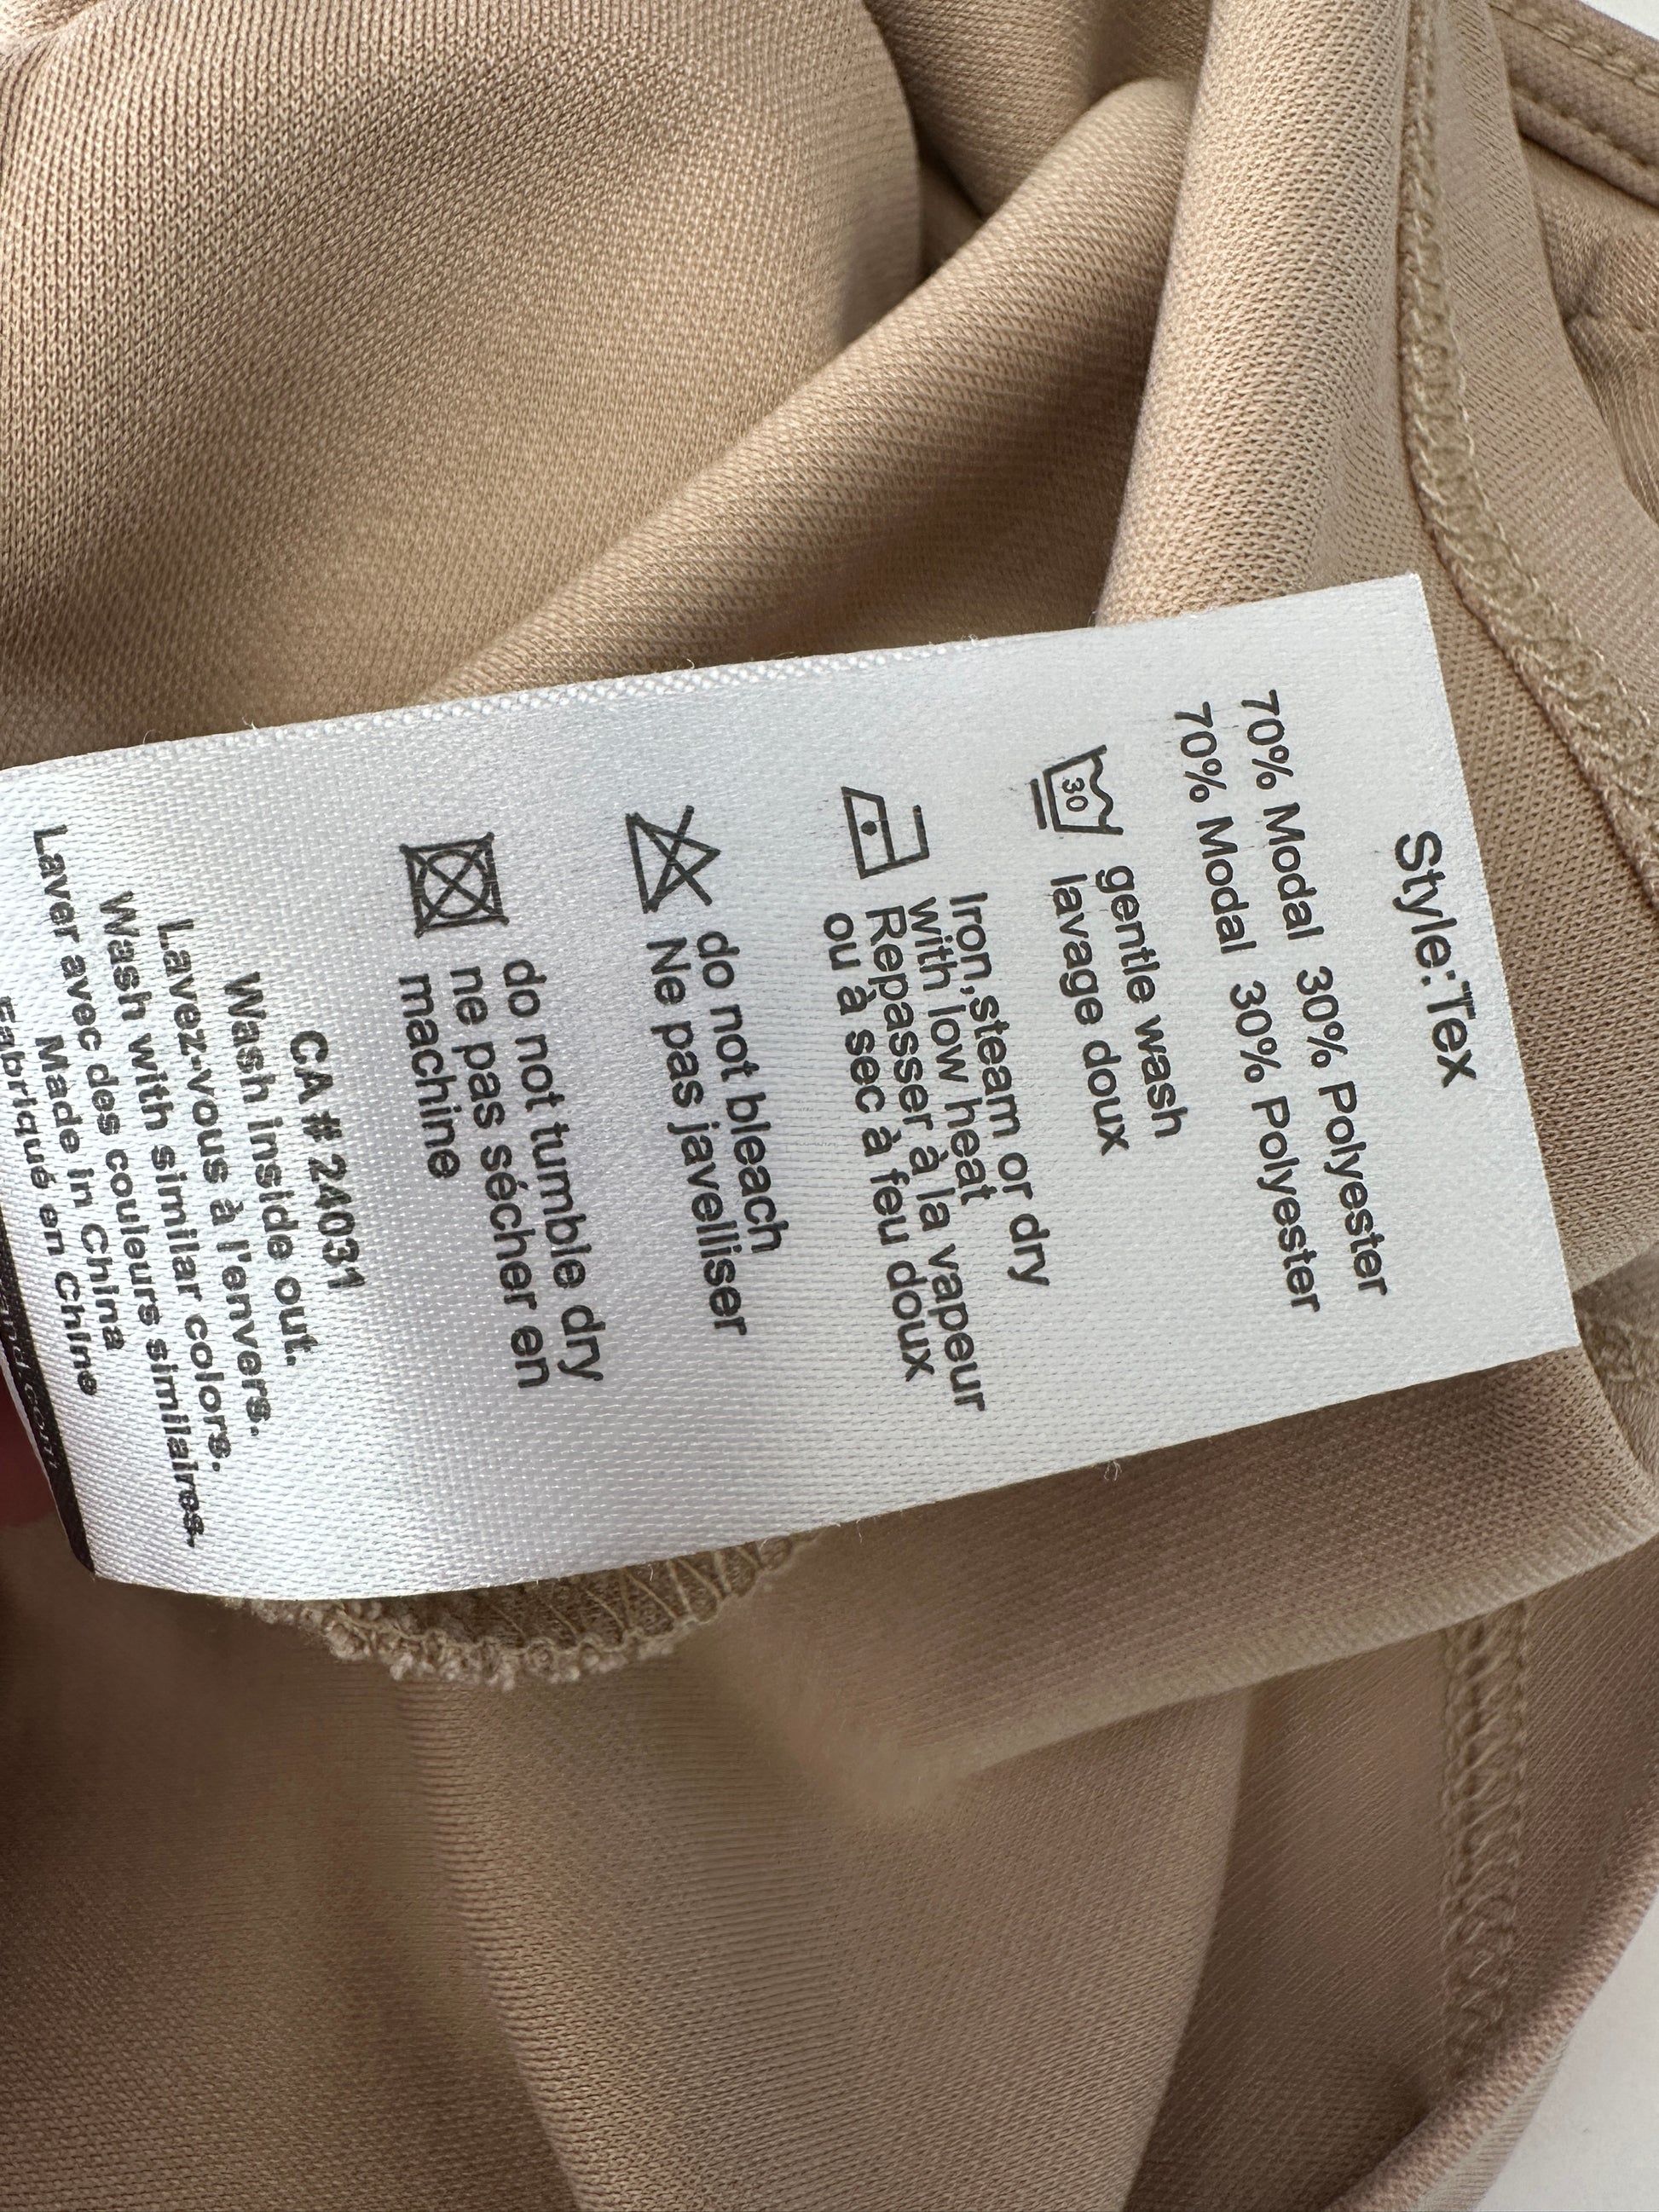 Style:Tex
70% Modal 30% Polyester
70% Modal 30% Polyester
30
gentle wash
lavage doux
Iron,steam or dry
with low heat
Repasser à la vapeur
ou à sec à feu doux
do not bleach
Ne pas javelliser
do not tumble dry
ne pas sécher en
machine
CA # 24031
Wash inside out.
Lavez-vous à l'envers.
Wash with similar colors.
Laver avec des couleurs similaires.
Made in China
Fabriqué en Chine